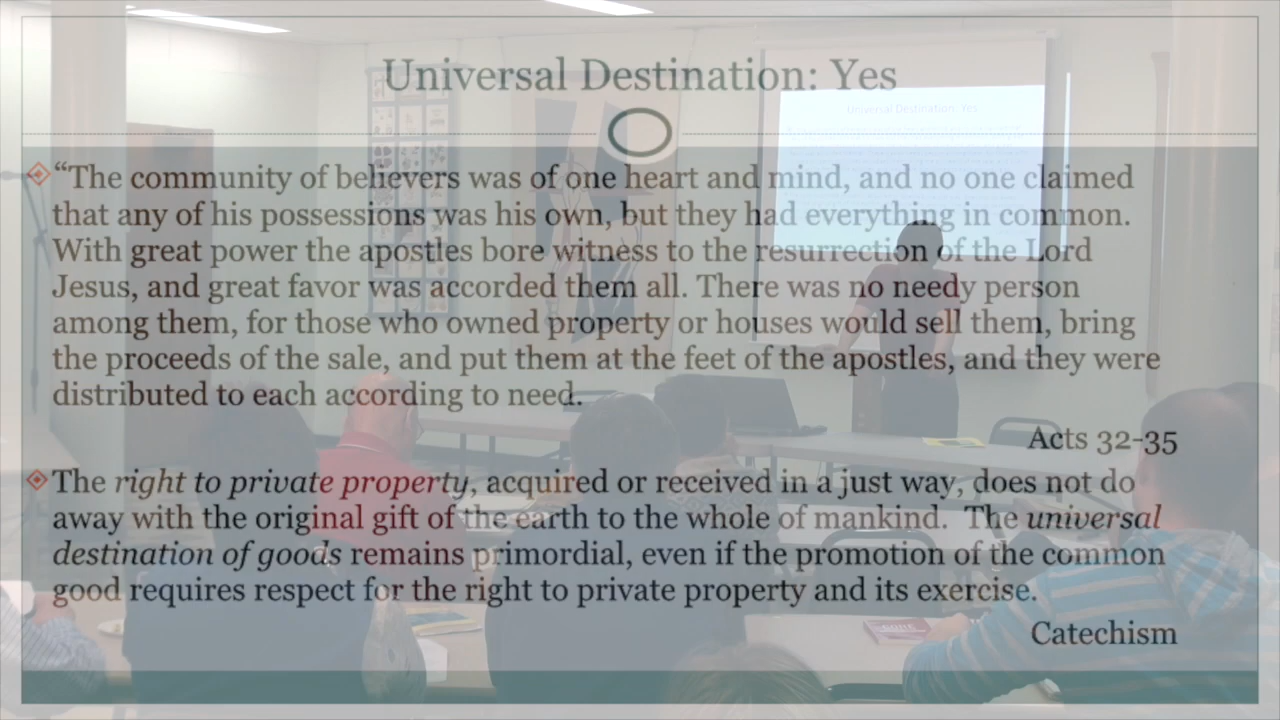 Universal Destination: Yes
Universal Destination: Yes
“The community of believers was of one heart and mind, and no one claimed
that any of his possessions was his own, but they had everything in common.
With great power the apostles bore witness to the resurrection of the Lord
Jesus, and great favor was accorded them all. There was no needy person
among them, for those who owned property or houses would sell them, bring
the proceeds of the sale, and put them at the feet of the apostles, and they were
distributed to each according to need.
Acts 32-35
The right to private property, acquired or received in a just way, does not do
away with the original gift of the earth to the whole of mankind. The universal
destination of goods remains primordial, even if the promotion of the common
good requires respect for the right to private property and its exercise.
Catechism